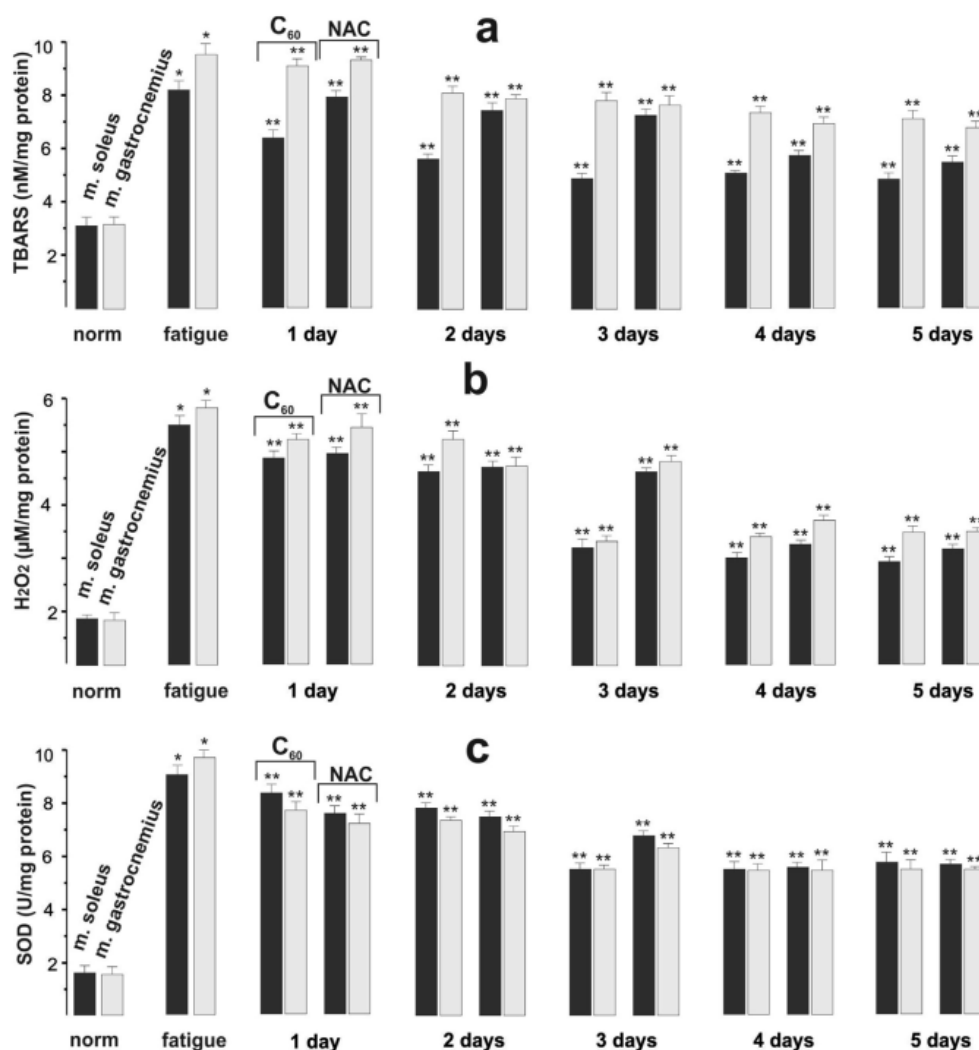 a
C60 NAC
TBARS (nM/mg protein)
10
8
6
4
2
m. soleus
m. gastrocnemius
* *
** ** ** **
** ** ** **
** ** ** **
** ** ** **
** ** ** **
norm fatigue 1 day 2 days 3 days 4 days 5 days
b
C60 NAC
H2O2 (µM/mg protein)
6
4
2
m. soleus
m. gastrocnemius
* *
** ** ** **
** ** ** **
** ** ** **
** ** ** **
** ** ** **
norm fatigue 1 day 2 days 3 days 4 days 5 days
c
C60 NAC
SOD (U/mg protein)
10
8
6
4
2
m. soleus
m. gastrocnemius
* *
** ** ** **
** ** ** **
** ** ** **
** ** ** **
** ** ** **
norm fatigue 1 day 2 days 3 days 4 days 5 days